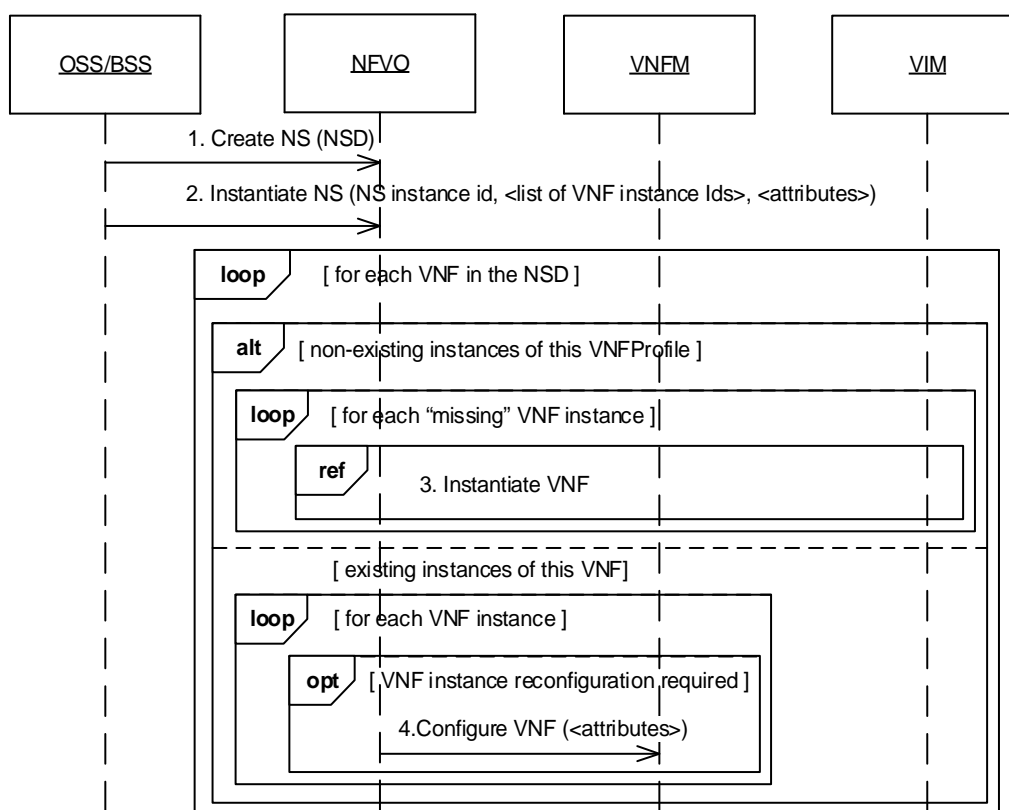 OSS/BSS
NFVO
VNFM
VIM
1. Create NS (NSD)
2. Instantiate NS (NS instance id, <list of VNF instance Ids>, <attributes>)
loop
[ for each VNF in the NSD ]
alt
[ non-existing instances of this VNFProfile ]
loop
[ for each “missing” VNF instance ]
ref
3. Instantiate VNF
[ existing instances of this VNF]
loop
[ for each VNF instance ]
opt
[ VNF instance reconfiguration required ]
4.Configure VNF (<attributes>)